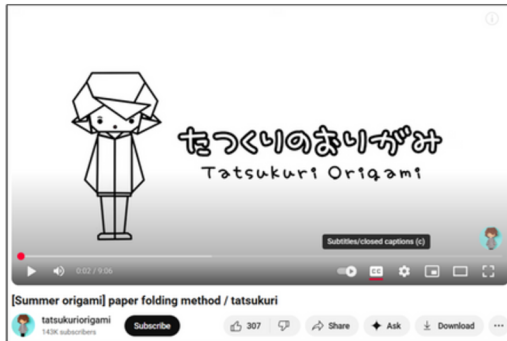 たつくりのおりがみ
Tatsukuri Origami
Subtitles/closed captions (c)
0:02 / 9:06
CC
[Summer origami] paper folding method / tatsukuri
tatsukuriorigami
143K subscribers
Subscribe
307
Share
Ask
Download